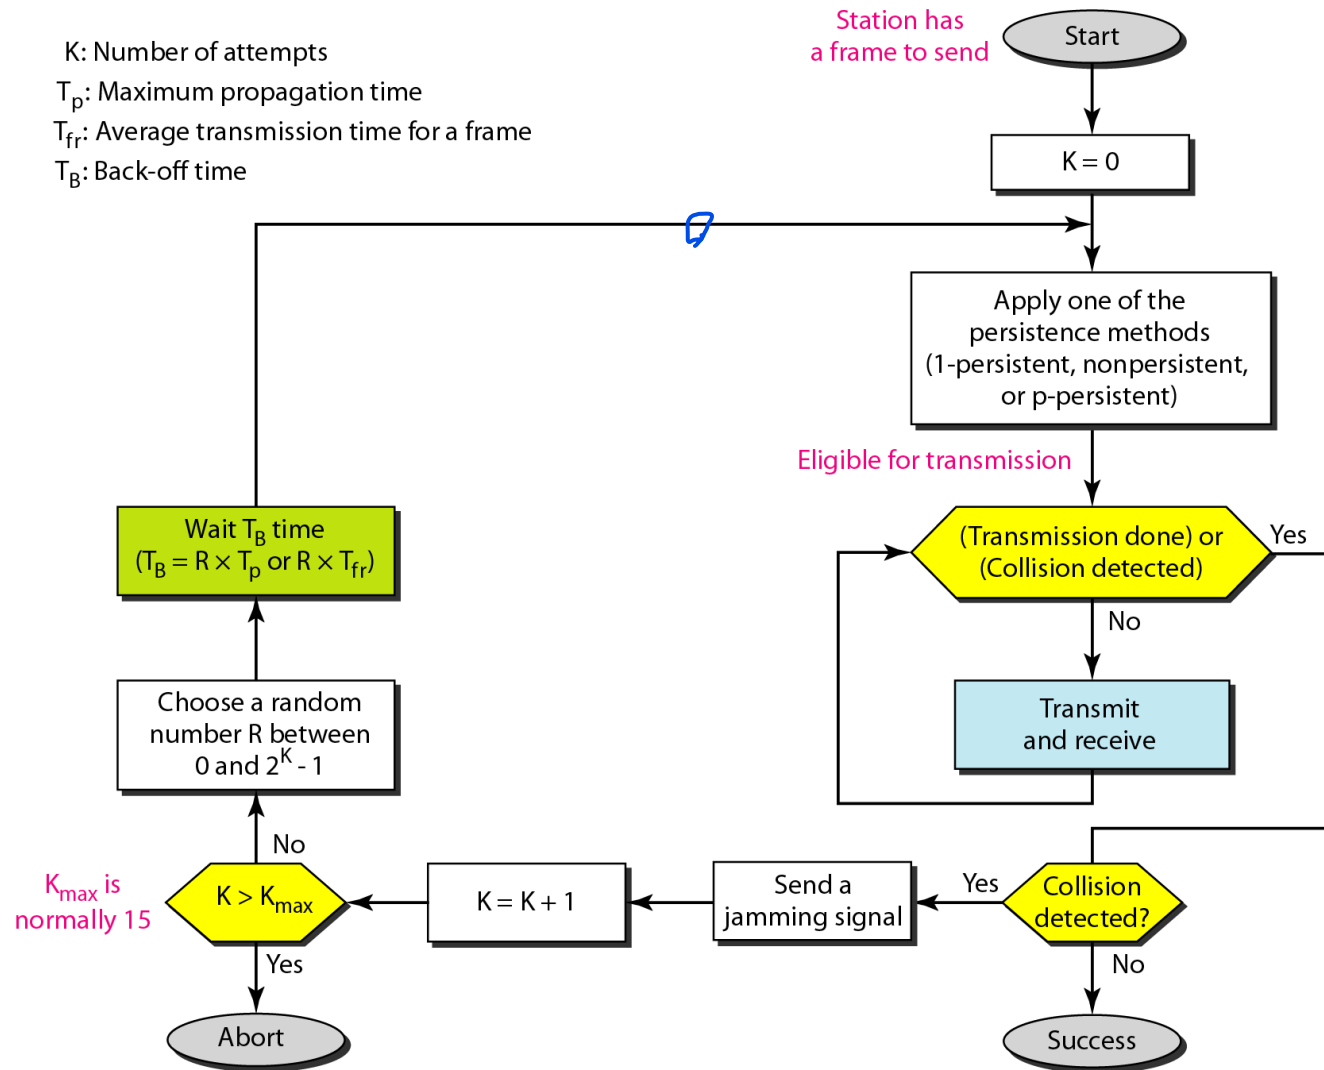 Station has
a frame to send
Start
K: Number of attempts
Tp: Maximum propagation time
Tfr: Average transmission time for a frame
TB: Back-off time
K = 0
Apply one of the
persistence methods
(1-persistent, nonpersistent,
or p-persistent)
Eligible for transmission
(Transmission done) or
(Collision detected)
Yes
No
Transmit
and receive
Wait TB time
(TB = R × Tp or R × Tfr)
Choose a random
number R between
0 and 2^K - 1
No
Kmax is
normally 15
K > Kmax
K = K + 1
Send a
jamming signal
Yes
Collision
detected?
Yes
No
Abort
Success